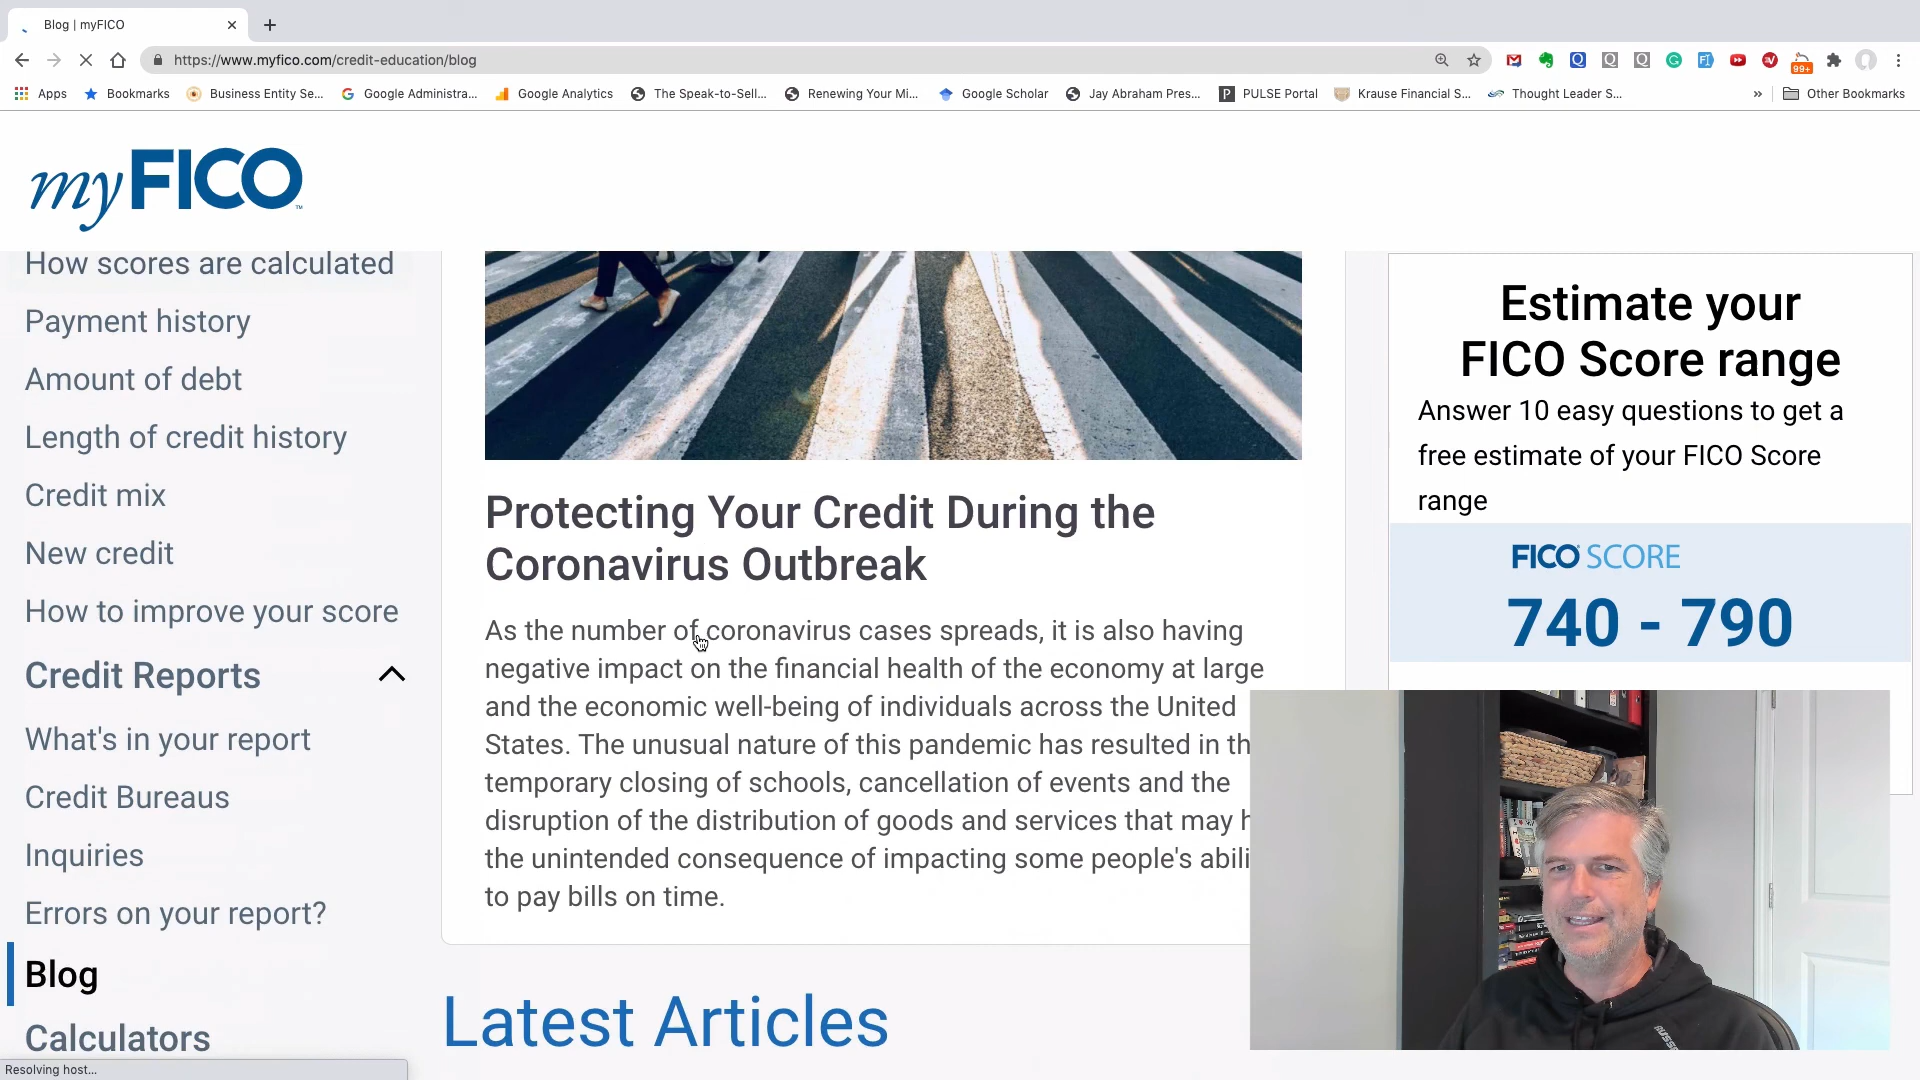 Blog | myFICO
https://www.myfico.com/credit-education/blog
99+
Apps
Bookmarks
Business Entity Se...
Google Administra...
Google Analytics
The Speak-to-Sell...
Renewing Your Mi...
Google Scholar
Jay Abraham Pres...
PULSE Portal
Krause Financial S...
Thought Leader S...
»
Other Bookmarks
myFICO
How scores are calculated
Payment history
Amount of debt
Length of credit history
Credit mix
New credit
How to improve your score
Credit Reports
What's in your report
Credit Bureaus
Inquiries
Errors on your report?
Blog
Calculators
Resolving host...
Protecting Your Credit During the
Coronavirus Outbreak
As the number of coronavirus cases spreads, it is also having
negative impact on the financial health of the economy at large
and the economic well-being of individuals across the United
States. The unusual nature of this pandemic has resulted in th
temporary closing of schools, cancellation of events and the
disruption of the distribution of goods and services that may h
the unintended consequence of impacting some people's abili
to pay bills on time.
Latest Articles
Estimate your
FICO Score range
Answer 10 easy questions to get a
free estimate of your FICO Score
range
FICO SCORE
740 - 790